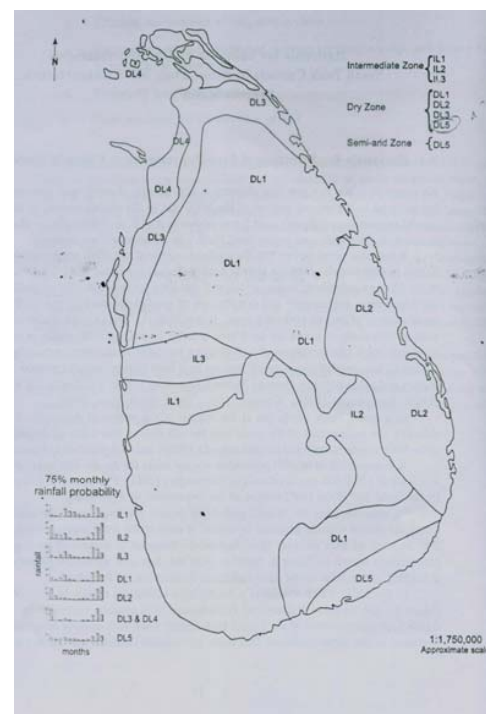 N
DL4
Intermediate Zone
IL1
IL2
IL3
Dry Zone
DL1
DL2
DL3
DL5
Semi-arid Zone
DL5
DL3
DL4
DL1
DL4
DL3
DL1
DL2
DL1
IL3
IL1
IL2
DL2
75% monthly
rainfall probability
IL1
IL2
IL3
DL1
DL2
DL3 & DL4
DL5
rainfall
months
DL1
DL5
1:1,750,000
Approximate scal